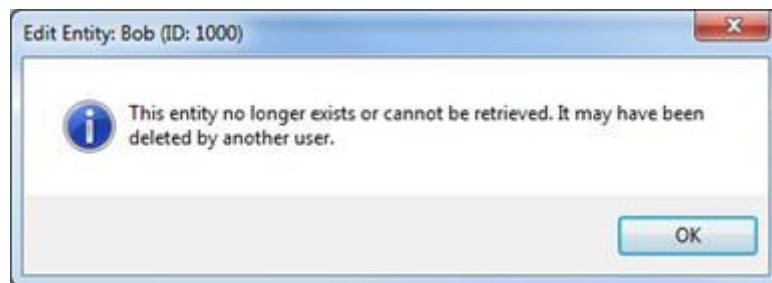 Edit Entity: Bob (ID: 1000)
This entity no longer exists or cannot be retrieved. It may have been
deleted by another user.
OK